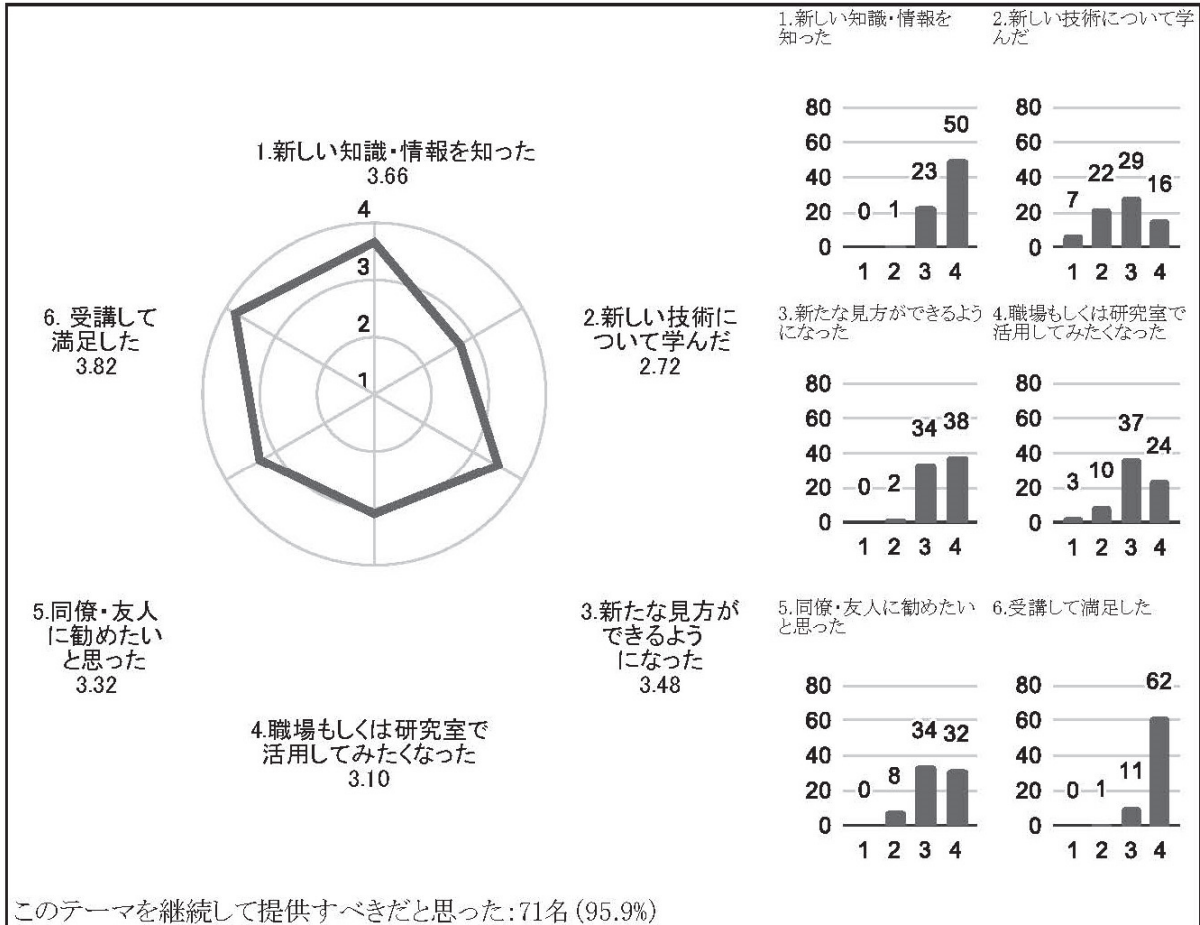 1.新しい知識・情報を知った
3.66
4
3
2
1
2.新しい技術に
ついて学んだ
2.72
3.新たな見方が
できるよう
になった
3.48
4.職場もしくは研究室で
活用してみたくなった
3.10
5.同僚・友人
に勧めたい
と思った
3.32
6. 受講して
満足した
3.82
1.新しい知識・情報を
知った
80
60
40
20
0
0 1 23 50
1 2 3 4
2.新しい技術について学
んだ
80
60
40
20
0
7 22 29 16
1 2 3 4
3.新たな見方ができるよう
になった
80
60
40
20
0
0 2 34 38
1 2 3 4
4.職場もしくは研究室で
活用してみたくなった
80
60
40
20
0
3 10 37 24
1 2 3 4
5.同僚・友人に勧めたい
と思った
80
60
40
20
0
0 8 34 32
1 2 3 4
6.受講して満足した
80
60
40
20
0
0 1 11 62
1 2 3 4
このテーマを継続して提供すべきだと思った:71名(95.9%)